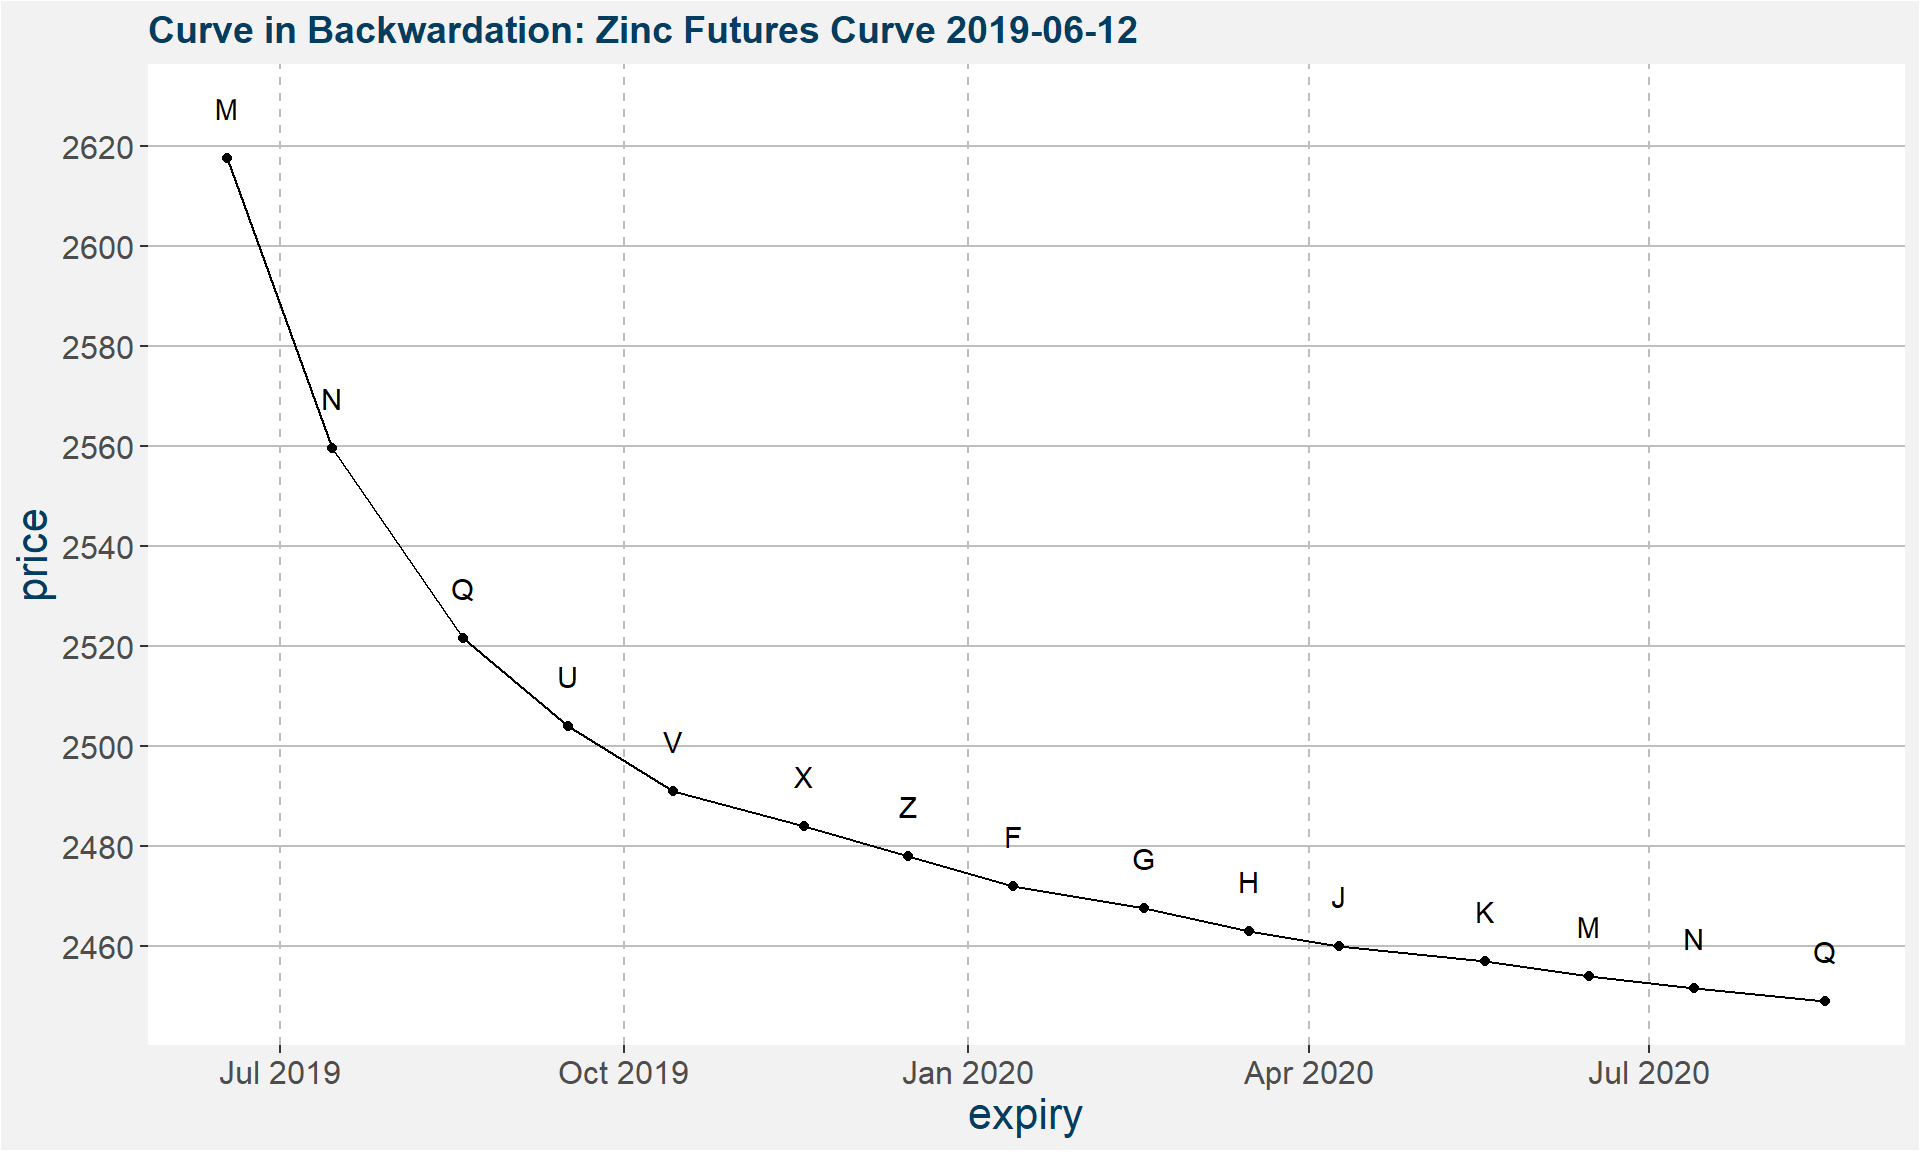 Curve in Backwardation: Zinc Futures Curve 2019-06-12
price
2620
2600
2580
2560
2540
2520
2500
2480
2460
M
N
Q
U
V
X
Z
F
G
H
J
K
M
N
Q
Jul 2019
Oct 2019
Jan 2020
Apr 2020
Jul 2020
expiry